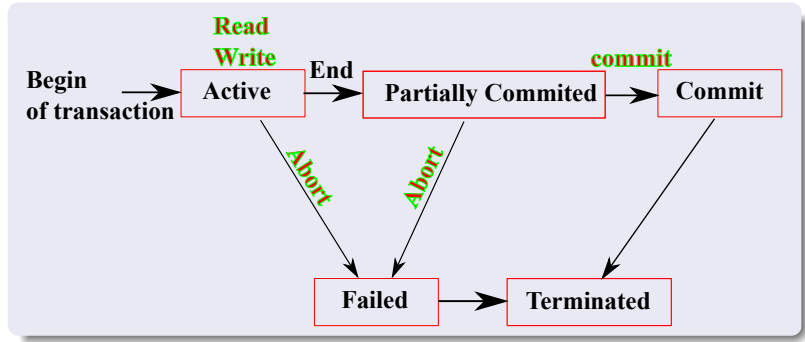 Read
Write
Begin
of transaction
Active
End
Partially Commited
commit
Commit
Abort
Abort
Failed
Terminated